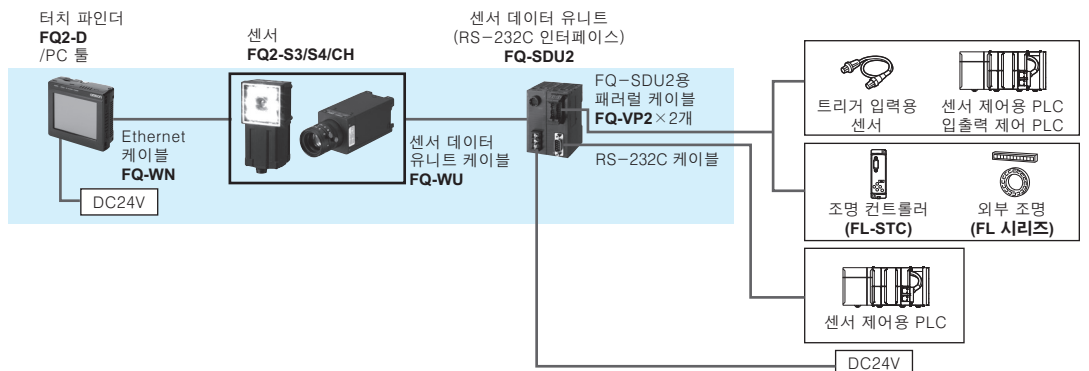 터치 파인더
FQ2-D
/PC 툴
센서
FQ2-S3/S4/CH
센서 데이터 유니트
(RS-232C 인터페이스)
FQ-SDU2
Ethernet
케이블
FQ-WN
DC24V
센서 데이터
유니트 케이블
FQ-WU
FQ-SDU2용
패러럴 케이블
FQ-VP2×2개
RS-232C 케이블
트리거 입력용
센서
센서 제어용 PLC
입출력 제어 PLC
조명 컨트롤러
(FL-STC)
외부 조명
(FL 시리즈)
센서 제어용 PLC
DC24V